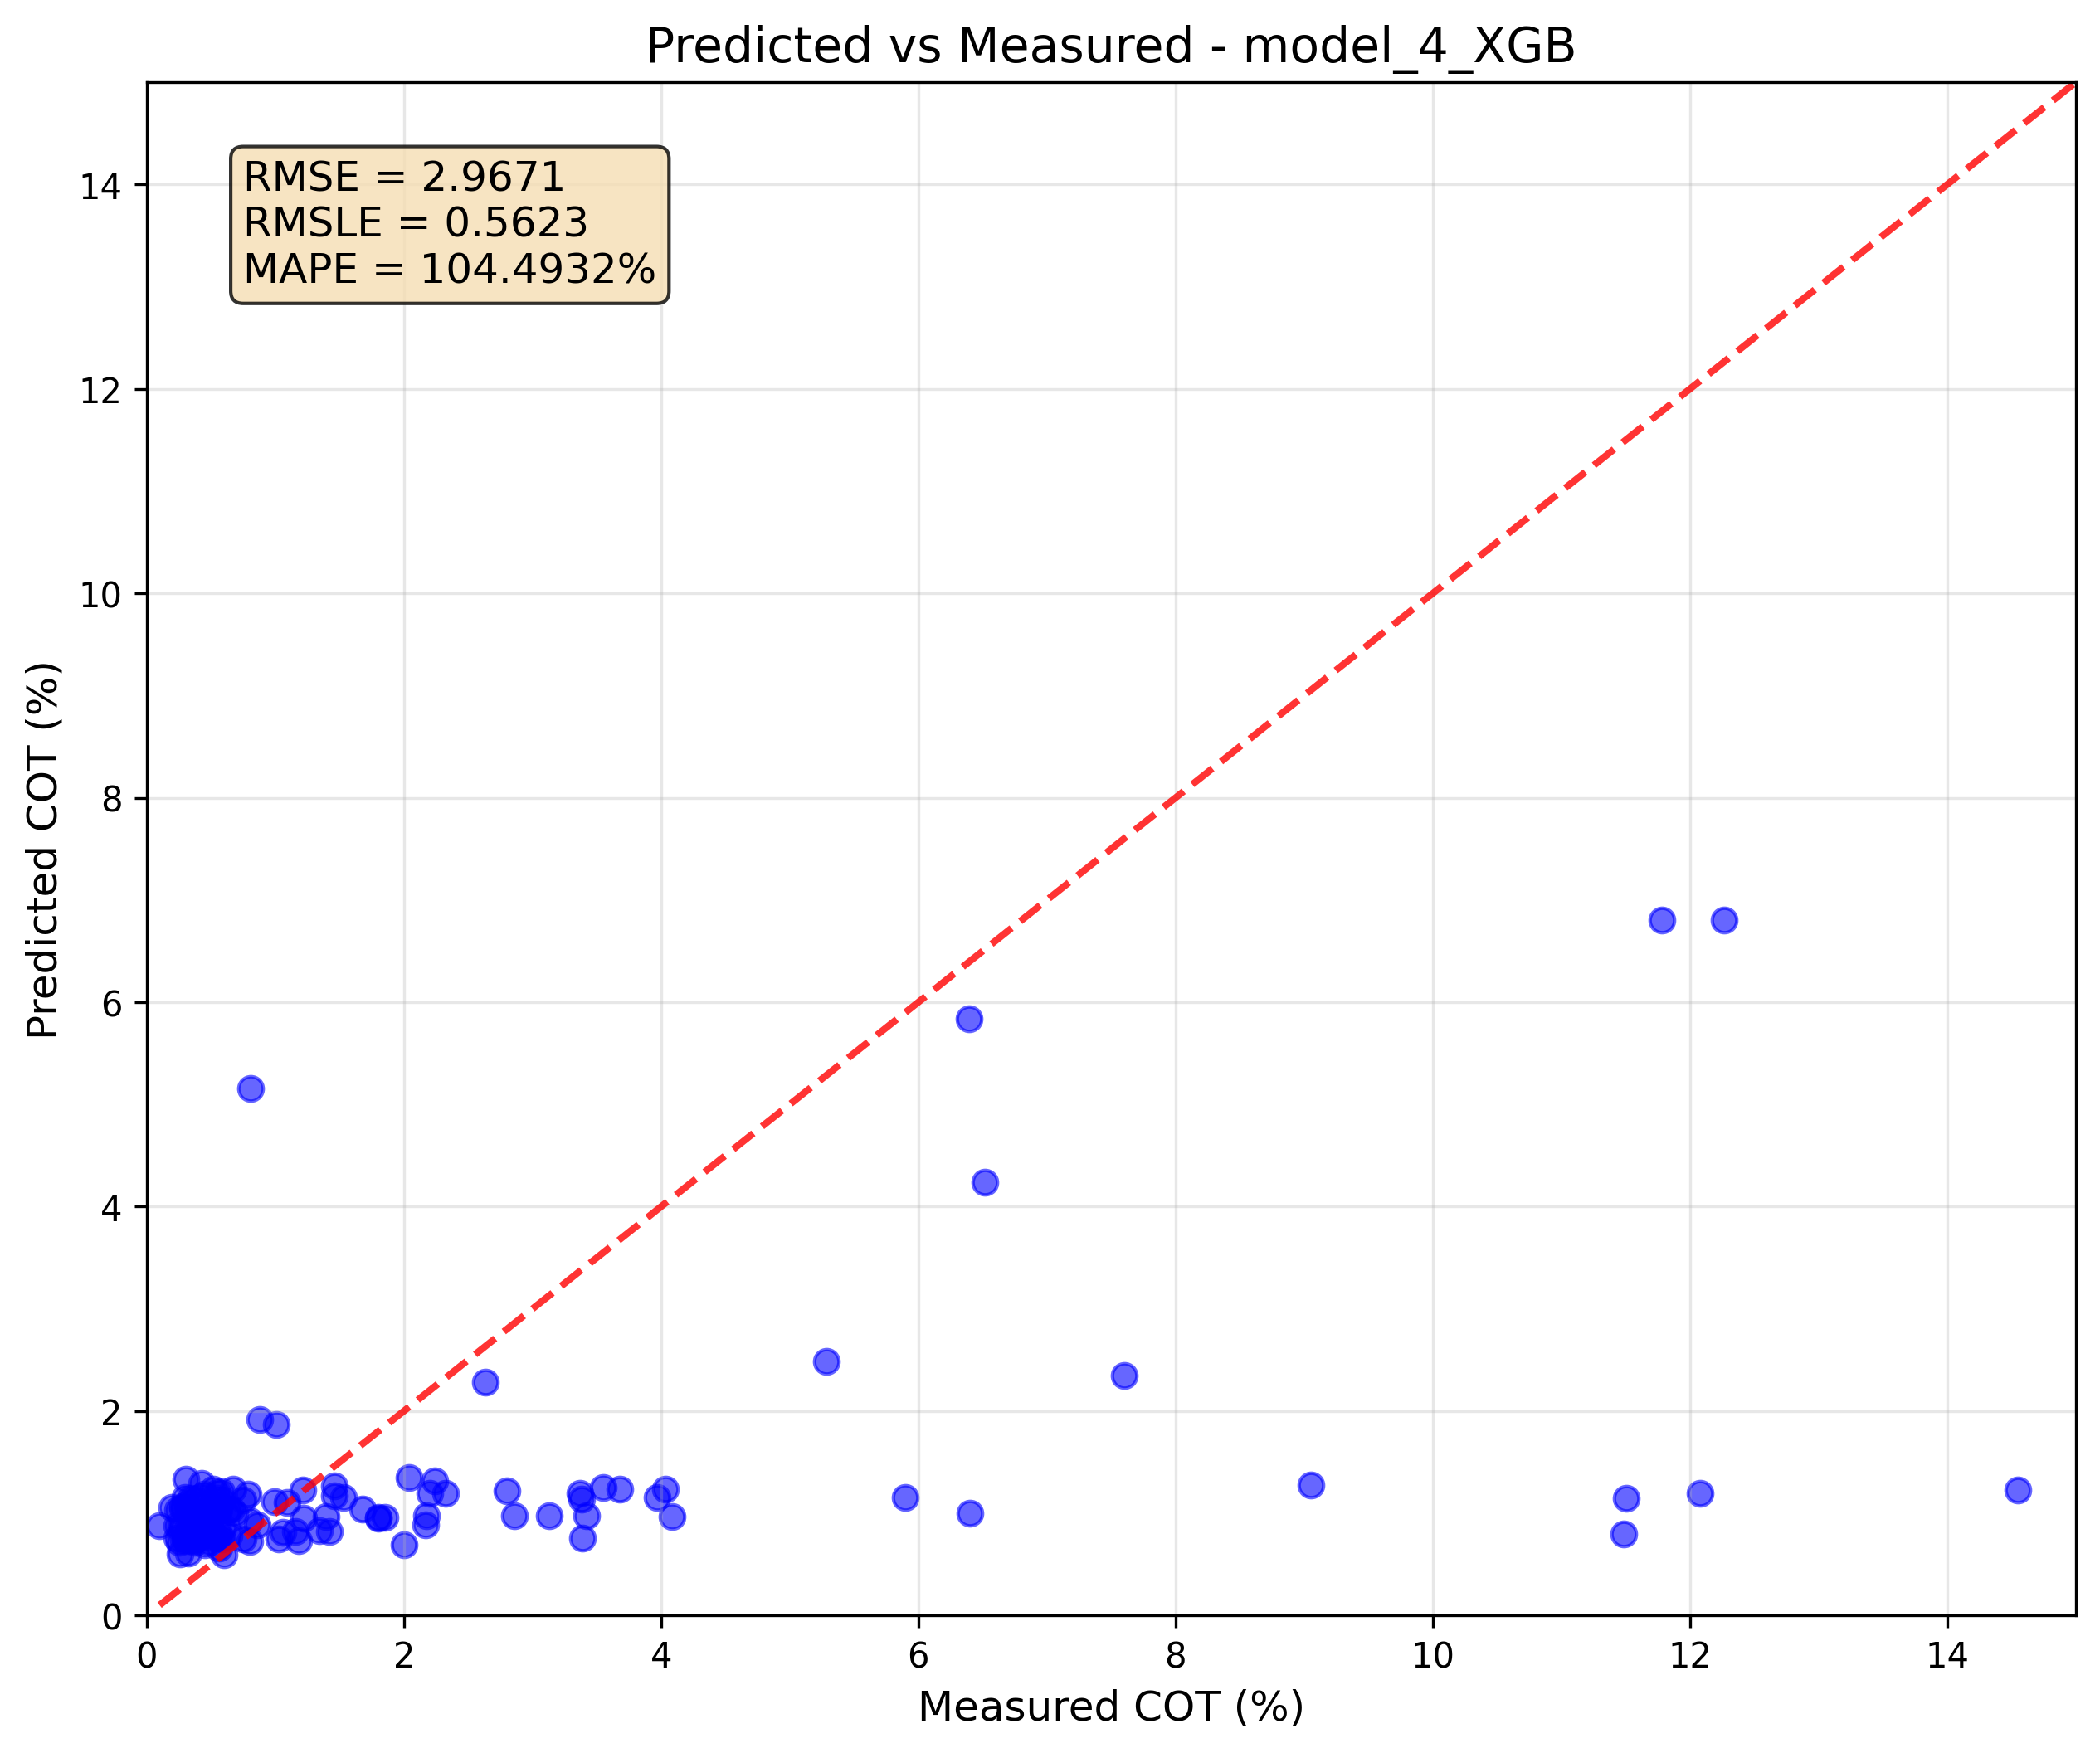 Predicted vs Measured - model_4_XGB
RMSE = 2.9671
RMSLE = 0.5623
MAPE = 104.4932%
Predicted COT (%)
14
12
10
8
6
4
2
0
0 2 4 6 8 10 12 14
Measured COT (%)